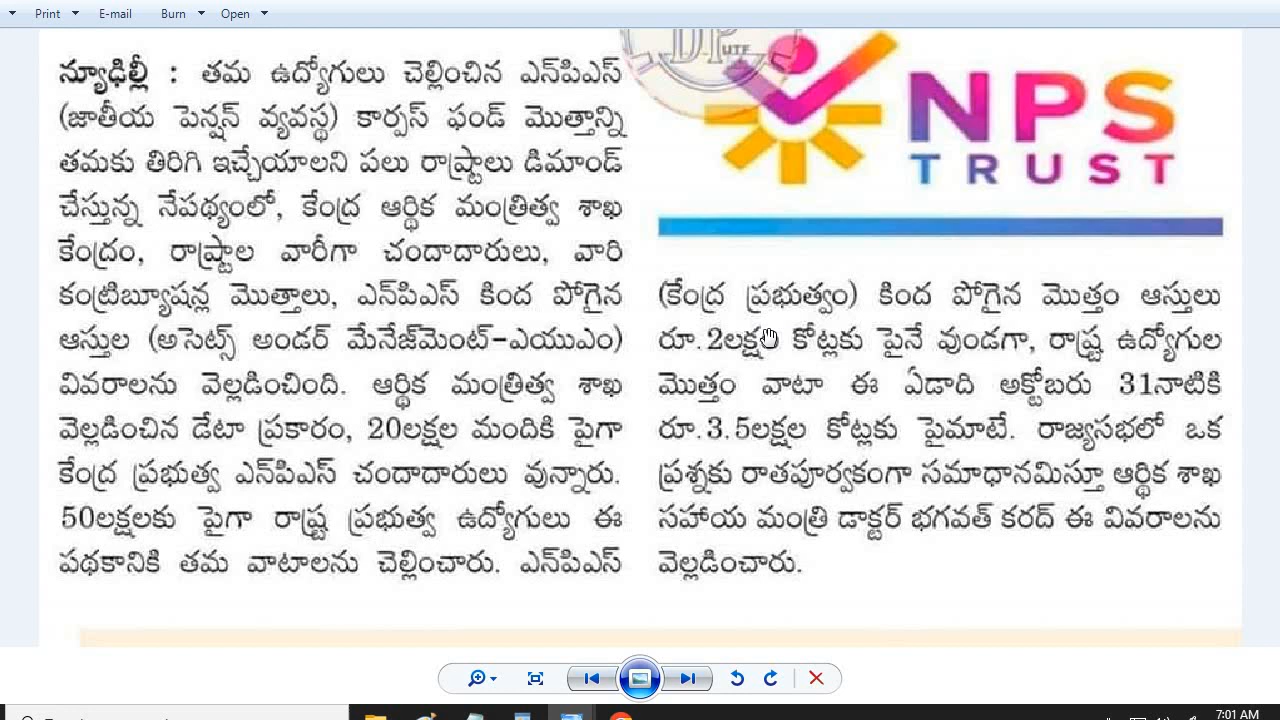 Print
E-mail
Burn
Open
DP
UTF
న్యూఢిల్లీ : తమ ఉద్యోగులు చెల్లించిన ఎన్‌పిఎస్
(జాతీయ పెన్షన్ వ్యవస్థ) కార్పస్ ఫండ్ మొత్తాన్ని
తమకు తిరిగి ఇచ్చేయాలని పలు రాష్ట్రాలు డిమాండ్
చేస్తున్న నేపథ్యంలో, కేంద్ర ఆర్థిక మంత్రిత్వ శాఖ
కేంద్రం, రాష్ట్రాల వారీగా చందాదారులు, వారి
కంట్రిబ్యూషన్ల మొత్తాలు, ఎన్‌పిఎస్ కింద పోగైన
ఆస్తుల (అసెట్స్ అండర్ మేనేజ్‌మెంట్-ఎయుఎం)
వివరాలను వెల్లడించింది. ఆర్థిక మంత్రిత్వ శాఖ
వెల్లడించిన డేటా ప్రకారం, 20లక్షల మందికి పైగా
కేంద్ర ప్రభుత్వ ఎన్‌పిఎస్ చందాదారులు వున్నారు.
50లక్షలకు పైగా రాష్ట్ర ప్రభుత్వ ఉద్యోగులు ఈ
పథకానికి తమ వాటాలను చెల్లించారు. ఎన్‌పిఎస్
NPS
TRUST
(కేంద్ర ప్రభుత్వం) కింద పోగైన మొత్తం ఆస్తులు
రూ.2లక్షల కోట్లకు పైనే వుండగా, రాష్ట్ర ఉద్యోగుల
మొత్తం వాటా ఈ ఏడాది అక్టోబరు 31నాటికి
రూ.3.5లక్షల కోట్లకు పైమాటే. రాజ్యసభలో ఒక
ప్రశ్నకు రాతపూర్వకంగా సమాధానమిస్తూ ఆర్థిక శాఖ
సహాయ మంత్రి డాక్టర్ భగవత్ కరద్ ఈ వివరాలను
వెల్లడించారు.
7:01 AM